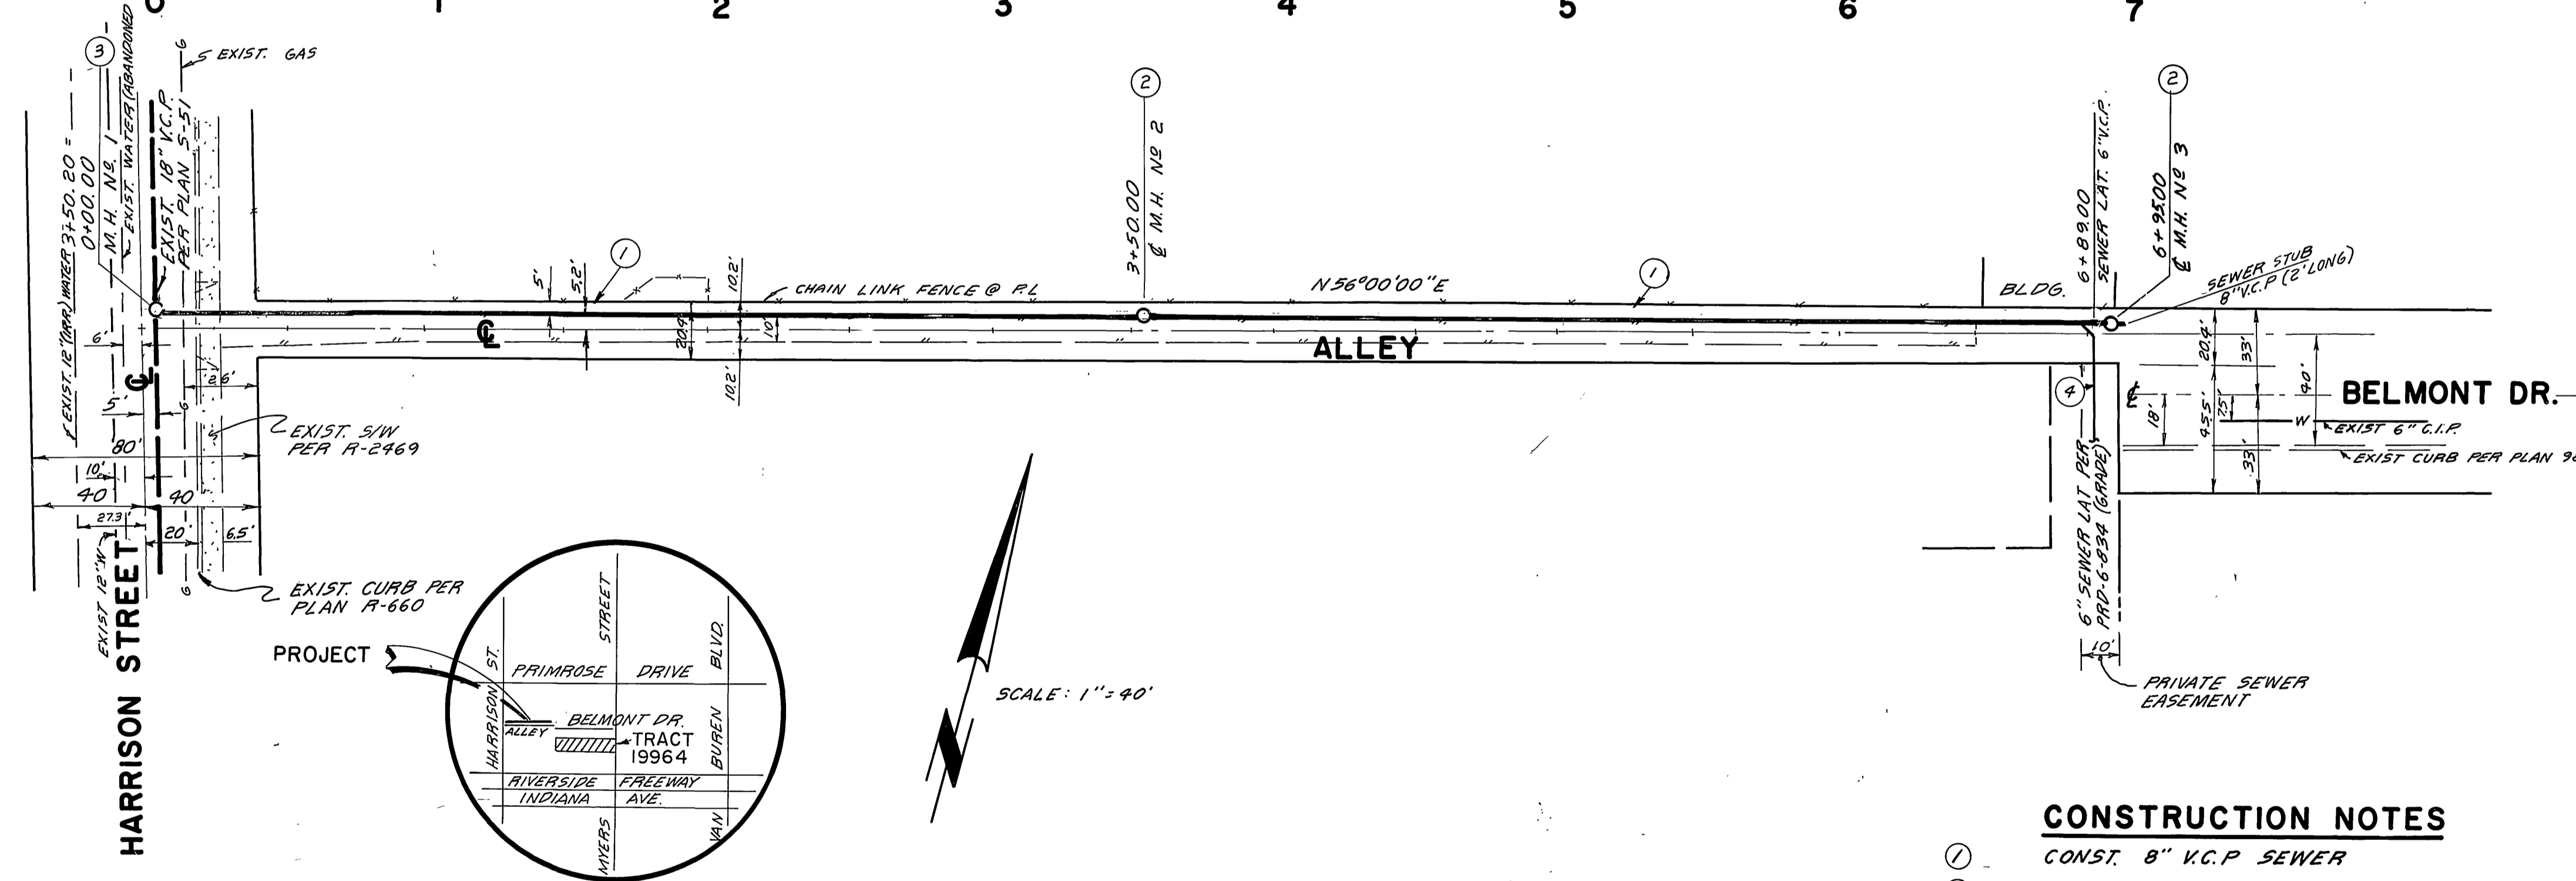 0 1 2 3 4 5 6 7
3
EXIST. GAS
G
℄ EXIST. 12"(IRR.) WATER 3+50.20 =
0+00.00
M.H. Nº 1
EXIST. WATER (ABANDONED
EXIST. 18" V.C.P.
PER PLAN S-51
2
3+50.00
℄ M.H. Nº 2
6+89.00
SEWER LAT. 6" V.C.P.
2
6+95.00
℄ M.H. Nº 3
SEWER STUB
8" V.C.P (2' LONG)
1
5'
5.2'
10.2'
CHAIN LINK FENCE @ P.L
N 56°00'00" E
1
BLDG.
℄
20.4'
10'
10.2'
ALLEY
6'
℄
26'
5'
G
80'
10'
40'
40'
27.3'
20'
6.5'
EXIST 12" W
G
EXIST. S/W
PER R-2469
EXIST. CURB PER
PLAN R-660
HARRISON STREET
4
℄
20.4'
33'
40'
BELMONT DR.
18'
7.5'
45.5'
33'
W
EXIST 6" C.I.P.
EXIST CURB PER PLAN
6" SEWER LAT PER
PRD-6-834 (GRADE)
10'
PRIVATE SEWER
EASEMENT
PROJECT
HARRISON ST.
STREET
PRIMROSE DRIVE
BLVD.
BELMONT DR.
ALLEY
TRACT
19964
BUREN
RIVERSIDE FREEWAY
INDIANA AVE.
MYERS
VAN
SCALE: 1"=40'
N
CONSTRUCTION NOTES
1 CONST. 8" V.C.P SEWER